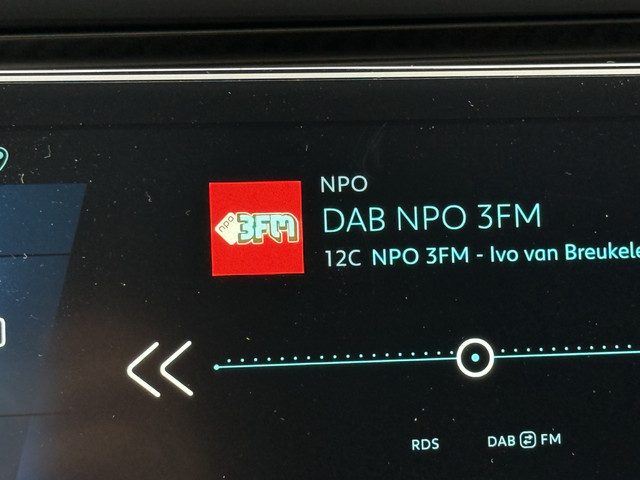 NPO
npo 3FM
DAB NPO 3FM
12C NPO 3FM - Ivo van Breukele
RDS
DAB FM